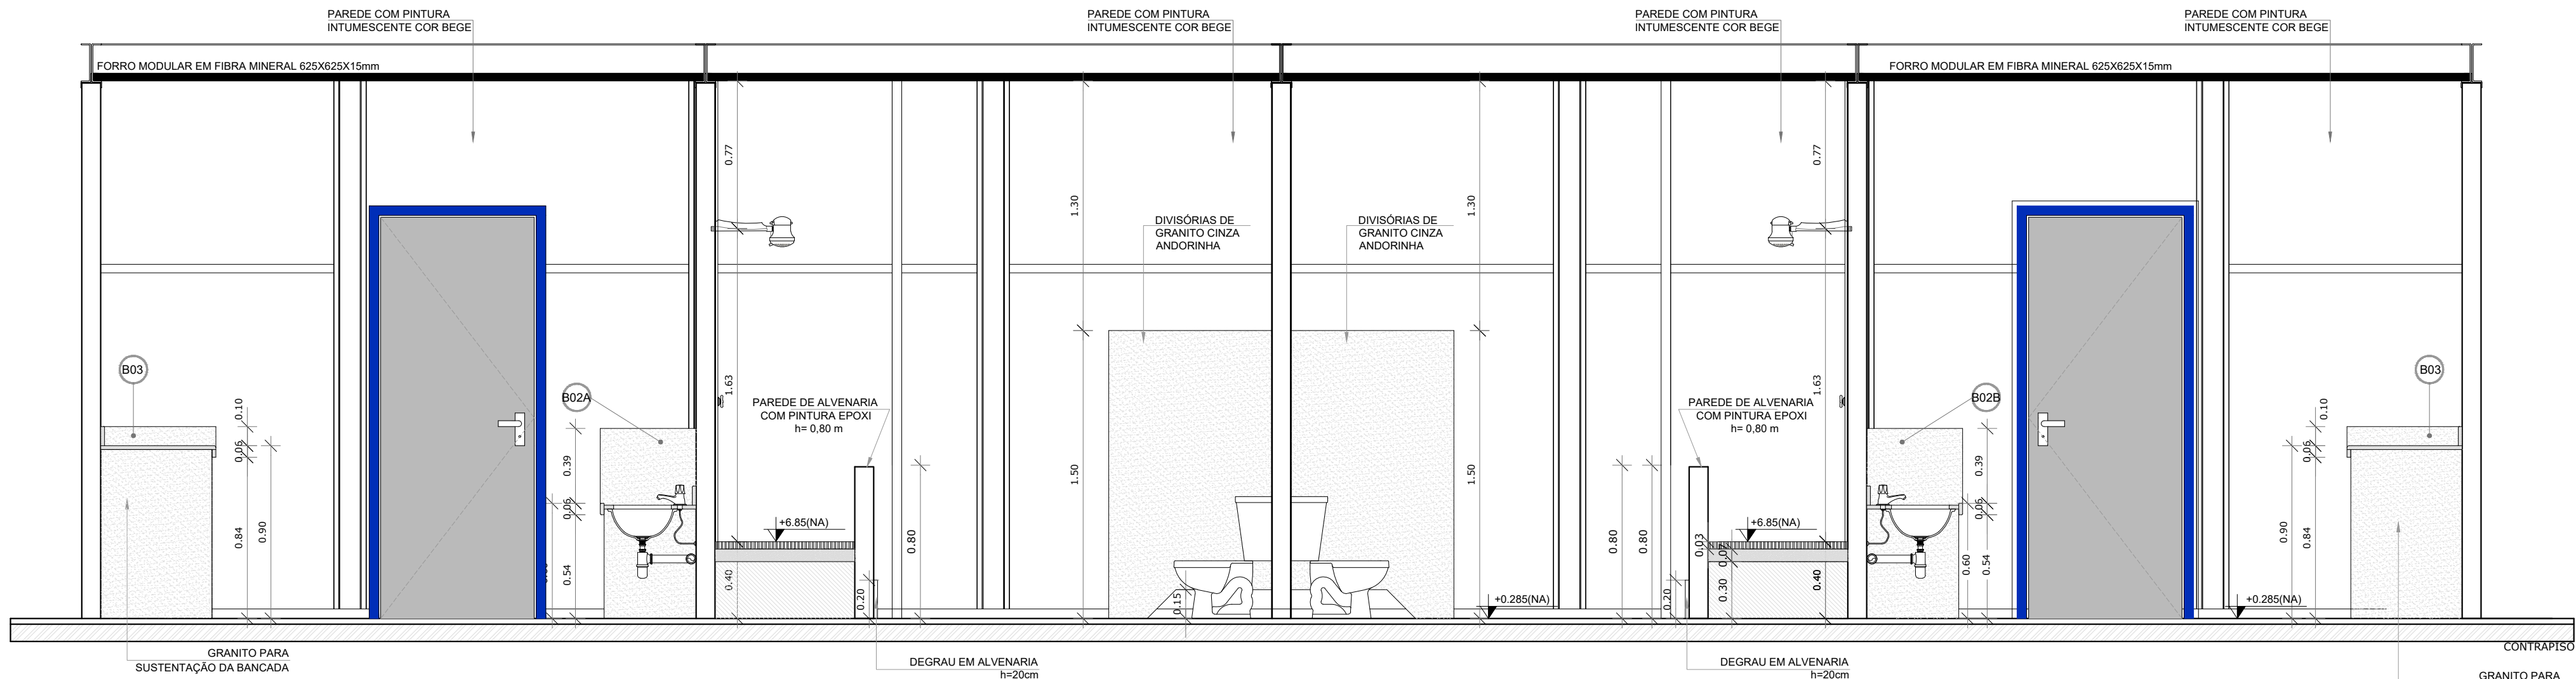 PAREDE COM PINTURA
INTUMESCENTE COR BEGE
PAREDE COM PINTURA
INTUMESCENTE COR BEGE
PAREDE COM PINTURA
INTUMESCENTE COR BEGE
PAREDE COM PINTURA
INTUMESCENTE COR BEGE
FORRO MODULAR EM FIBRA MINERAL 625X625X15mm
FORRO MODULAR EM FIBRA MINERAL 625X625X15mm
0.77
0.77
1.30
1.30
DIVISÓRIAS DE
GRANITO CINZA
ANDORINHA
DIVISÓRIAS DE
GRANITO CINZA
ANDORINHA
B03
B02A
1.63
PAREDE DE ALVENARIA
COM PINTURA EPOXI
h= 0,80 m
PAREDE DE ALVENARIA
COM PINTURA EPOXI
h= 0,80 m
1.63
B02B
B03
0.10
0.06
0.84
0.90
0.39
0.06
0.54
+6.85(NA)
0.40
0.20
0.80
1.50
0.15
1.50
+0.285(NA)
0.80
0.80
0.20
0.03
0.07
0.30
+6.85(NA)
0.40
0.39
0.06
0.60
0.54
+0.285(NA)
0.10
0.06
0.90
0.84
GRANITO PARA
SUSTENTAÇÃO DA BANCADA
DEGRAU EM ALVENARIA
h=20cm
DEGRAU EM ALVENARIA
h=20cm
CONTRAPISO
GRANITO PARA